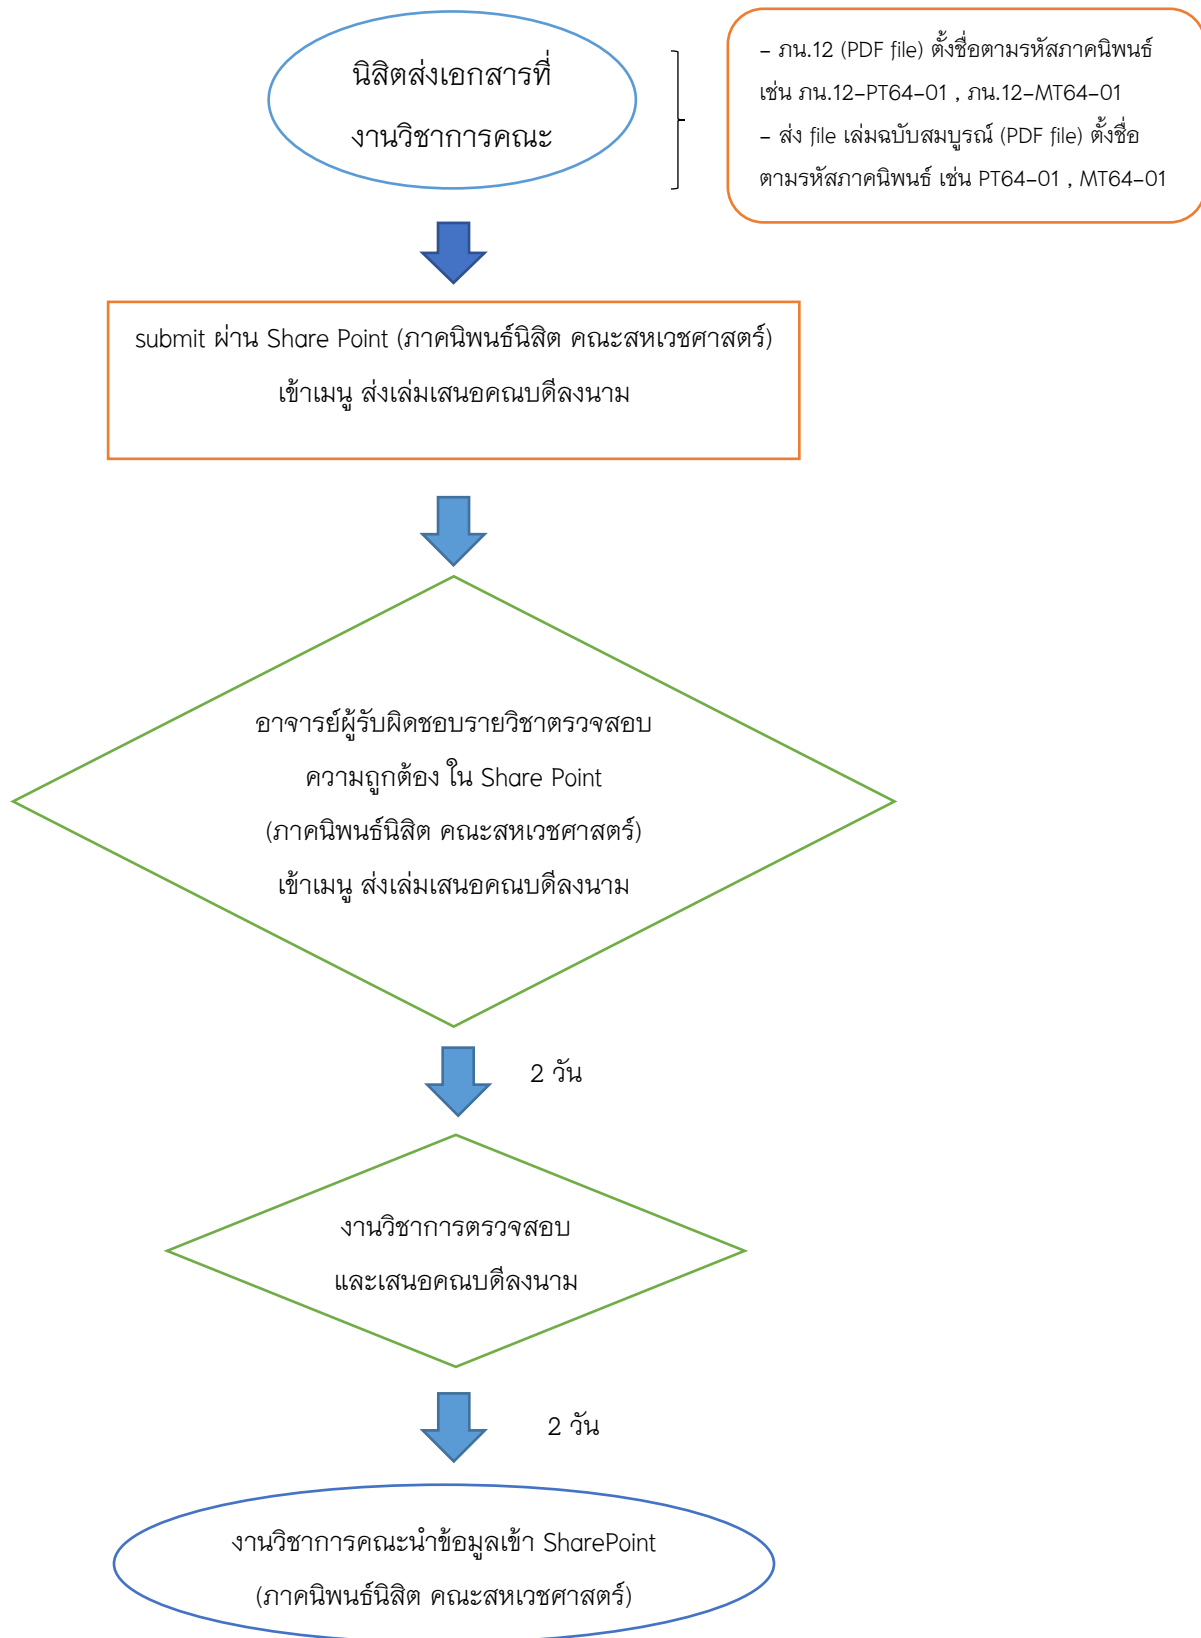 นิสิตส่งเอกสารที่
งานวิชาการคณะ
– ภน.12 (PDF file) ตั้งชื่อตามรหัสภาคนิพนธ์
เช่น ภน.12–PT64–01 , ภน.12–MT64–01
– ส่ง file เล่มฉบับสมบูรณ์ (PDF file) ตั้งชื่อ
ตามรหัสภาคนิพนธ์ เช่น PT64–01 , MT64–01
submit ผ่าน Share Point (ภาคนิพนธ์นิสิต คณะสหเวชศาสตร์)
เข้าเมนู ส่งเล่มเสนอคณบดีลงนาม
อาจารย์ผู้รับผิดชอบรายวิชาตรวจสอบ
ความถูกต้อง ใน Share Point
(ภาคนิพนธ์นิสิต คณะสหเวชศาสตร์)
เข้าเมนู ส่งเล่มเสนอคณบดีลงนาม
2 วัน
งานวิชาการตรวจสอบ
และเสนอคณบดีลงนาม
2 วัน
งานวิชาการคณะนำข้อมูลเข้า SharePoint
(ภาคนิพนธ์นิสิต คณะสหเวชศาสตร์)